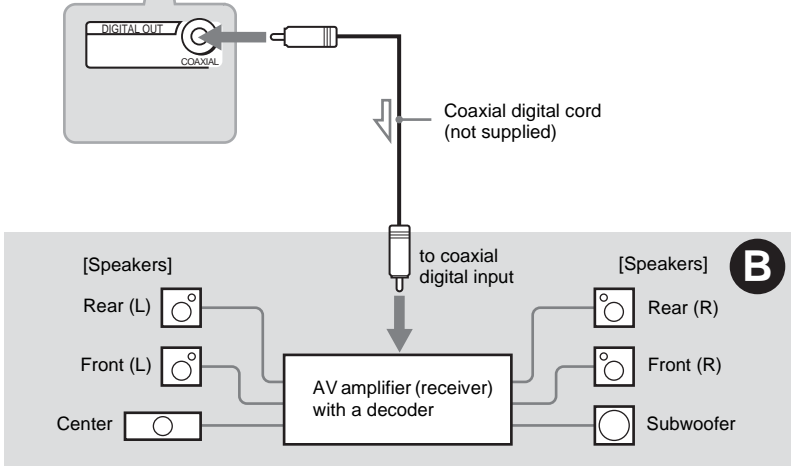 DIGITAL OUT
COAXIAL
Coaxial digital cord
(not supplied)
to coaxial
digital input
[Speakers]
Rear (L)
Front (L)
Center
AV amplifier (receiver)
with a decoder
[Speakers]
B
Rear (R)
Front (R)
Subwoofer